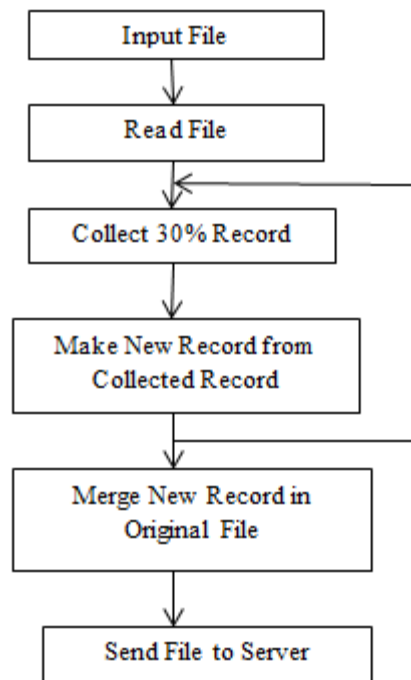 Input File
Read File
Collect 30% Record
Make New Record from
Collected Record
Merge New Record in
Original File
Send File to Server